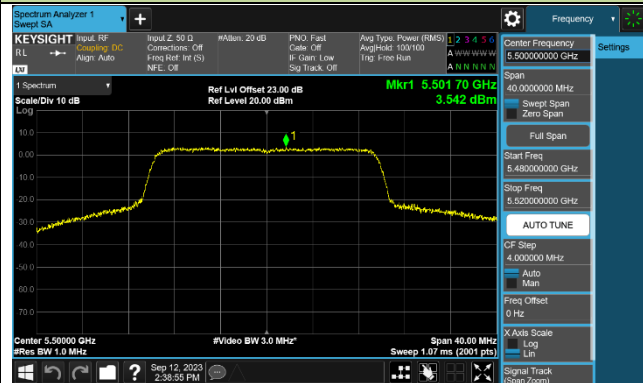 Spectrum Analyzer 1
Swept SA
Frequency
KEYSIGHT
RL
LXI
Input: RF
Coupling: DC
Align: Auto
Input Z: 50 Ω
Corrections: Off
Freq Ref: Int (S)
NFE: Off
#Atten: 20 dB
PNO: Fast
Gate: Off
IF Gain: Low
Sig Track: Off
Avg Type: Power (RMS)
Avg|Hold: 100/100
Trig: Free Run
1 2 3 4 5 6
A W W W W W
A N N N N N
1 Spectrum
Scale/Div 10 dB
Log
Ref Lvl Offset 23.00 dB
Ref Level 20.00 dBm
Mkr1 5.501 70 GHz
3.542 dBm
1
10.0
0.00
10.0
20.0
30.0
40.0
50.0
60.0
70.0
Center 5.50000 GHz
#Res BW 1.0 MHz
#Video BW 3.0 MHz*
Span 40.00 MHz
Sweep 1.07 ms (2001 pts)
Sep 12, 2023
2:38:55 PM
Center Frequency
5.500000000 GHz
Span
40.0000000 MHz
Swept Span
Zero Span
Full Span
Start Freq
5.480000000 GHz
Stop Freq
5.520000000 GHz
AUTO TUNE
CF Step
4.000000 MHz
Auto
Man
Freq Offset
0 Hz
X Axis Scale
Log
Lin
Signal Track
(Span Zoom)
Settings